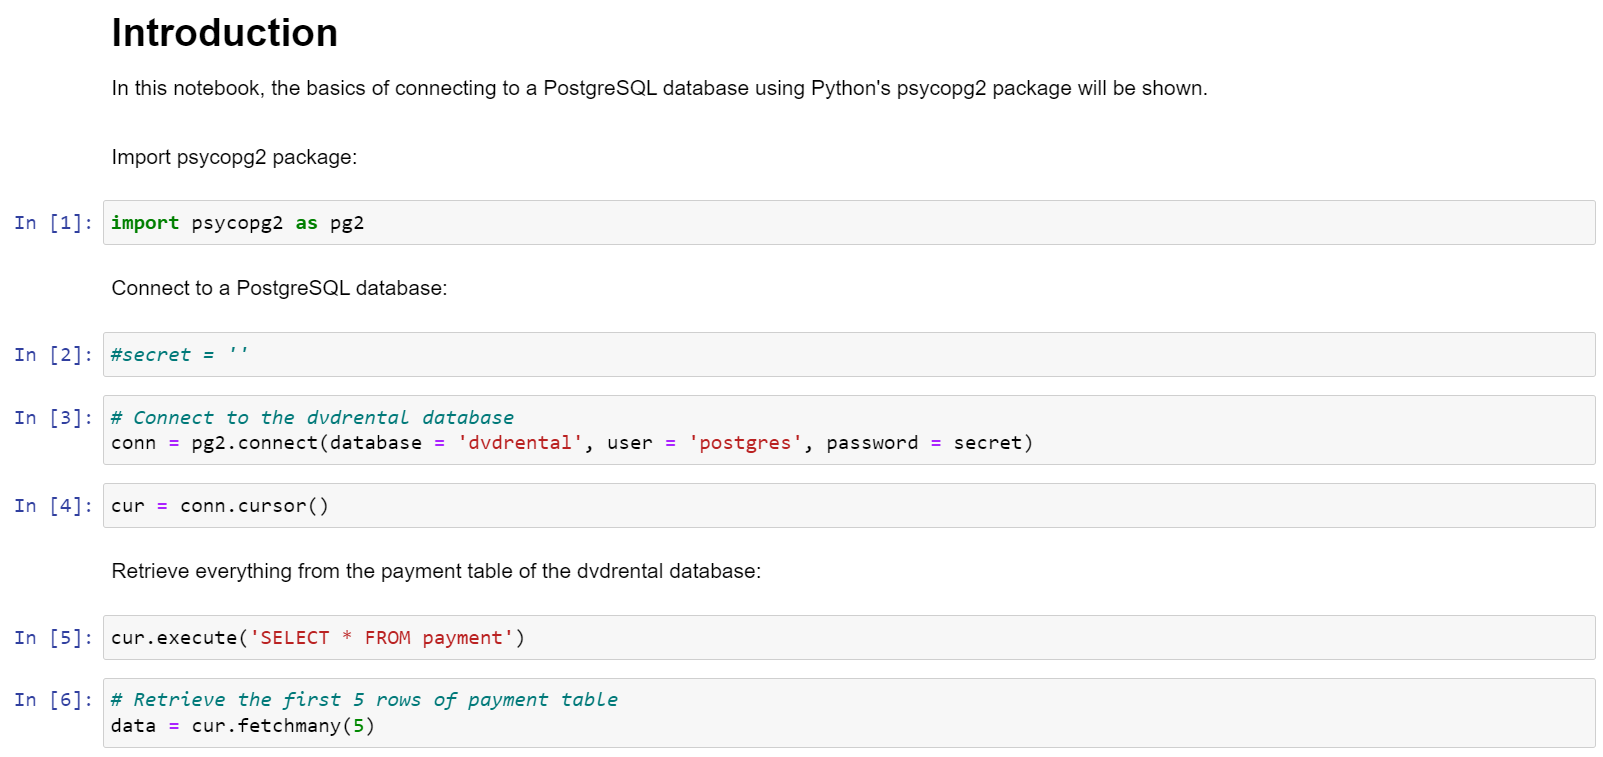 Introduction
In this notebook, the basics of connecting to a PostgreSQL database using Python's psycopg2 package will be shown.
Import psycopg2 package:
In [1]: import psycopg2 as pg2
Connect to a PostgreSQL database:
In [2]: #secret = ''
In [3]: # Connect to the dvdrental database
conn = pg2.connect(database = 'dvdrental', user = 'postgres', password = secret)
In [4]: cur = conn.cursor()
Retrieve everything from the payment table of the dvdrental database:
In [5]: cur.execute('SELECT * FROM payment')
In [6]: # Retrieve the first 5 rows of payment table
data = cur.fetchmany(5)